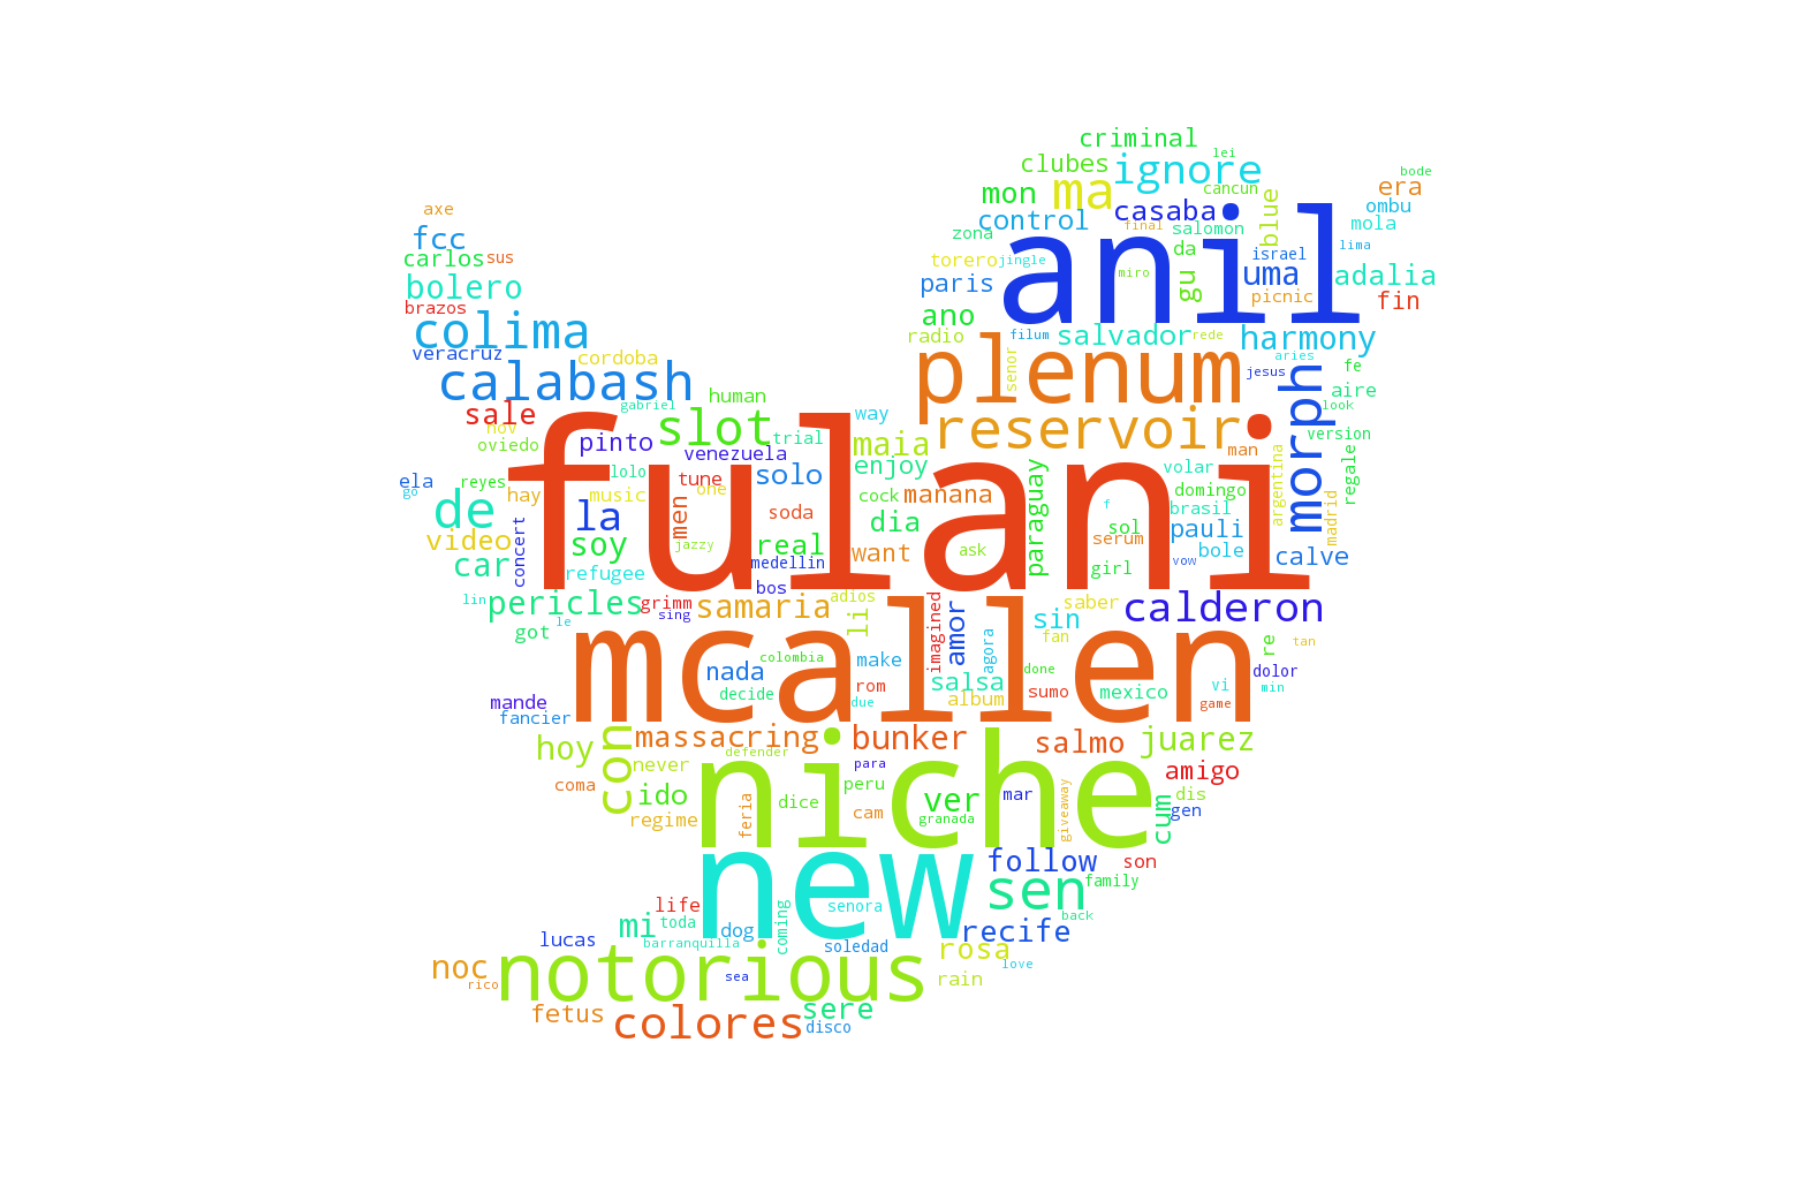 criminal
lei
clubes
ignore
bode
mon
ma
cancun
era
axe
control
casaba
blue
ombu
fcc
zona
final
salomon
mola
carlos
sus
torero
jingle
da
israel
lima
bolero
paris
miro
gu
uma
adalia
brazos
anil
picnic
fin
colima
ano
veracruz
cordoba
radio
filum
salvador
rede
harmony
calabash
plenum
senor
jesus
aries
fe
human
morph
aire
sale
gabriel
slot
way
reservoir
look
nov
oviedo
pinto
venezuela
trial
maia
man
version
ela
go
reyes
hay
lolo
music
tune
one
solo
enjoy
cock
manana
volar
domingo
argentina
regale
de
fulani
la
men
soda
dia
paraguay
f
sol
brasil
madrid
video
concert
soy
jazzy
real
want
ask
serum
pauli
car
refugee
medellin
girl
vow
bole
calve
lin
pericles
grimm
bos
samaria
adios
imagined
saber
calderon
got
le
sing
li
amor
agora
sin
fan
re
tan
mcallen
nada
colombia
make
done
dolor
decide
rom
salsa
sumo
mexico
vi
min
mande
due
album
game
fancier
hoy
con
massacring
bunker
salmo
juarez
never
defender
para
amigo
coma
ido
dice
peru
mar
giveaway
dis
regime
feria
niche
cam
ver
granada
cum
gen
new
follow
son
sen
family
life
senora
mi
toda
coming
back
lucas
barranquilla
dog
soledad
recife
noc
rosa
love
rico
notorious
sea
rain
fetus
colores
sere
disco